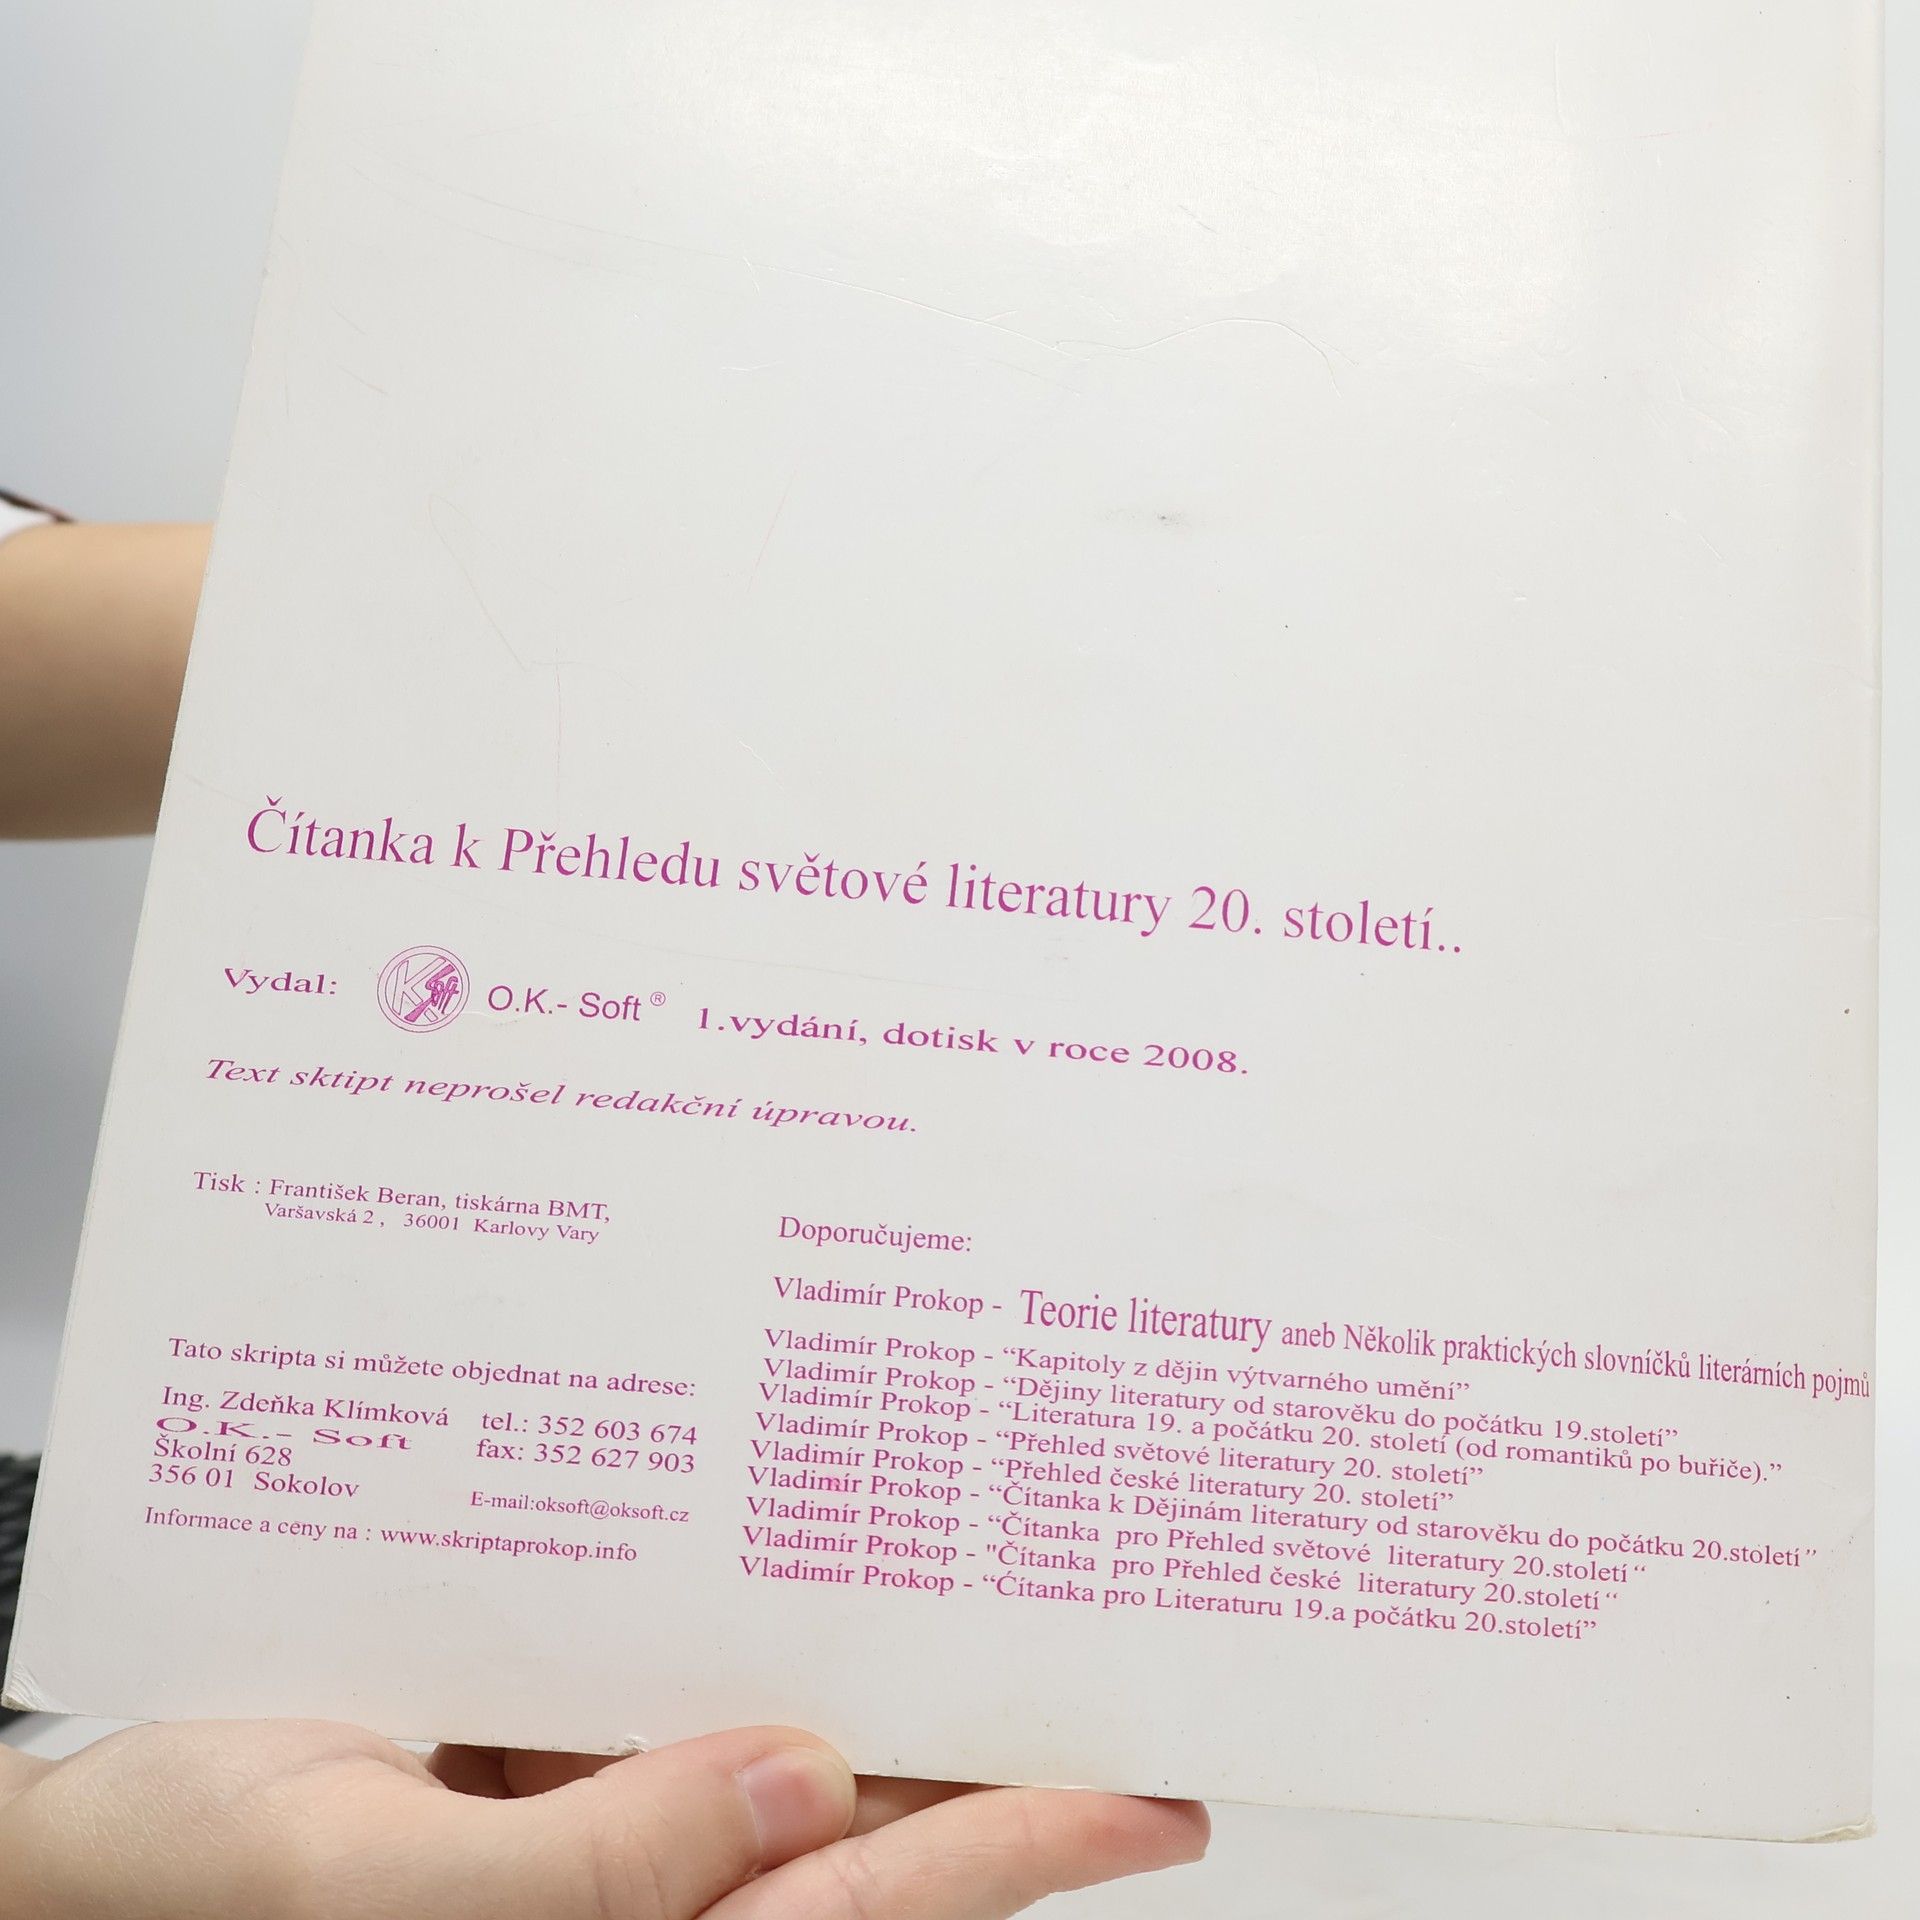 Čítanka k Přehledu světové literatury 20. století..
Vydal: K Soft O.K.- Soft ® 1.vydání, dotisk v roce 2008.
Text sktipt neprošel redakční úpravou.
Tisk : František Beran, tiskárna BMT,
Varšavská 2 , 36001 Karlovy Vary
Tato skripta si můžete objednat na adrese:
Ing. Zdeňka Klímková tel.: 352 603 674
O.K.- Soft fax: 352 627 903
Školní 628
356 01 Sokolov
E-mail:oksoft@oksoft.cz
Informace a ceny na : www.skriptaprokop.info
Doporučujeme:
Vladimír Prokop - Teorie literatury aneb Několik praktických slovníčků literárních pojmů
Vladimír Prokop - “Kapitoly z dějin výtvarného umění”
Vladimír Prokop - “Dějiny literatury od starověku do počátku 19.století”
Vladimír Prokop - “Literatura 19. a počátku 20. století (od romantiků po buřiče).”
Vladimír Prokop - “Přehled světové literatury 20. století”
Vladimír Prokop - “Přehled české literatury 20. století”
Vladimír Prokop - “Čítanka k Dějinám literatury od starověku do počátku 20.století”
Vladimír Prokop - “Čítanka pro Přehled světové literatury 20.století“
Vladimír Prokop - "Čítanka pro Přehled české literatury 20.století“
Vladimír Prokop - “Čítanka pro Literaturu 19.a počátku 20.století”